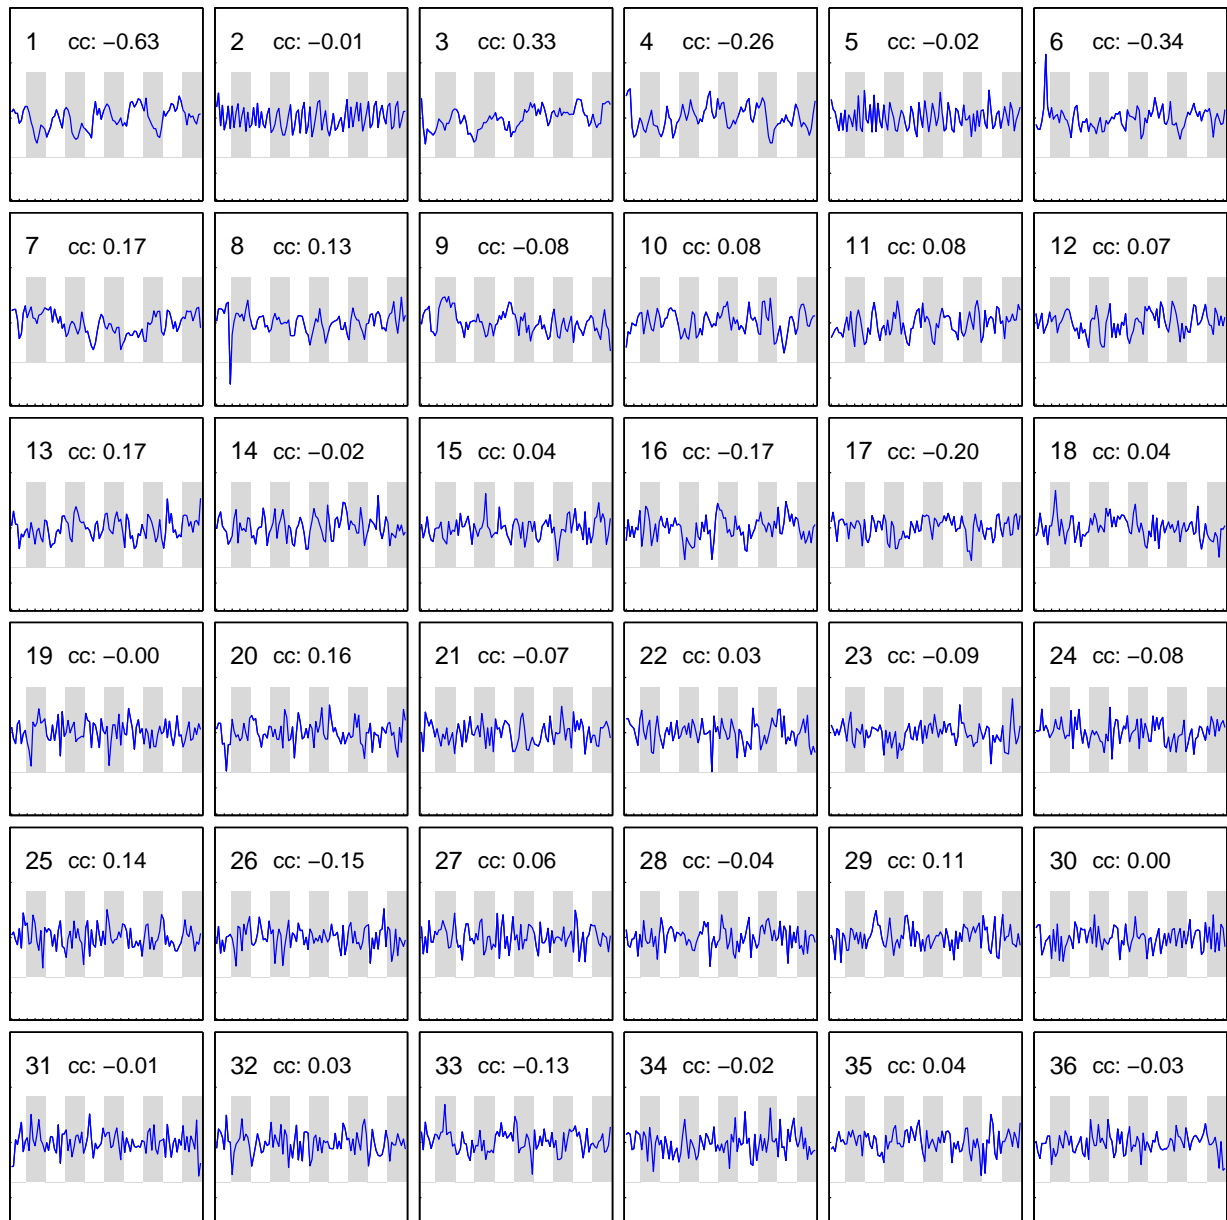 1 cc: −0.63 2 cc: −0.01 3 cc: 0.33 4 cc: −0.26 5 cc: −0.02 6 cc: −0.34
7 cc: 0.17 8 cc: 0.13 9 cc: −0.08 10 cc: 0.08 11 cc: 0.08 12 cc: 0.07
13 cc: 0.17 14 cc: −0.02 15 cc: 0.04 16 cc: −0.17 17 cc: −0.20 18 cc: 0.04
19 cc: −0.00 20 cc: 0.16 21 cc: −0.07 22 cc: 0.03 23 cc: −0.09 24 cc: −0.08
25 cc: 0.14 26 cc: −0.15 27 cc: 0.06 28 cc: −0.04 29 cc: 0.11 30 cc: 0.00
31 cc: −0.01 32 cc: 0.03 33 cc: −0.13 34 cc: −0.02 35 cc: 0.04 36 cc: −0.03